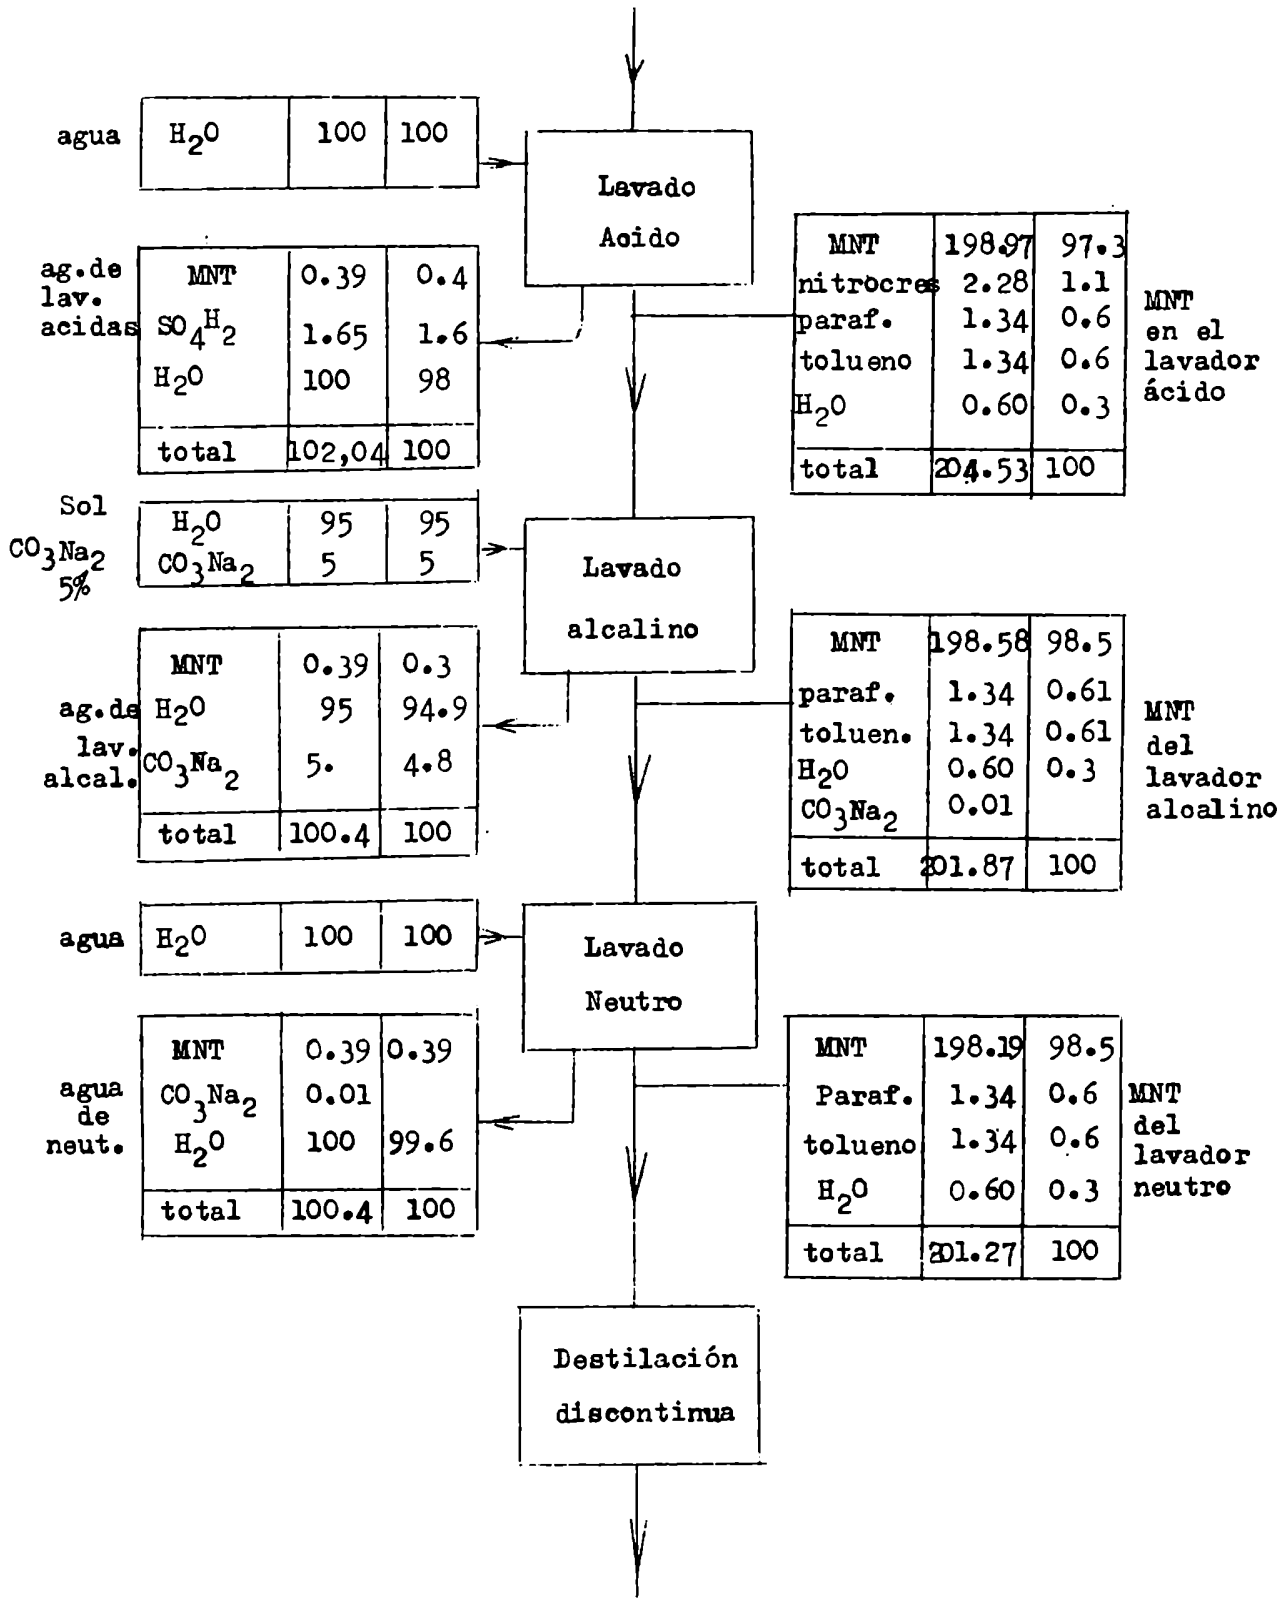 agua H2O 100 100
Lavado
Acido
ag.de
lav.
acidas
MNT 0.39 0.4
SO4H2 1.65 1.6
H2O 100 98
total 102,04 100
MNT 198.97 97.3
nitrocres 2.28 1.1
paraf. 1.34 0.6
tolueno 1.34 0.6
H2O 0.60 0.3
total 204.53 100
MNT
en el
lavador
ácido
Sol
CO3Na2
5%
H2O 95 95
CO3Na2 5 5
Lavado
alcalino
ag.de
lav.
alcal.
MNT 0.39 0.3
H2O 95 94.9
CO3Na2 5. 4.8
total 100.4 100
MNT 198.58 98.5
paraf. 1.34 0.61
toluen. 1.34 0.61
H2O 0.60 0.3
CO3Na2 0.01
total 201.87 100
MNT
del
lavador
alcalino
agua H2O 100 100
Lavado
Neutro
agua
de
neut.
MNT 0.39 0.39
CO3Na2 0.01
H2O 100 99.6
total 100.4 100
MNT 198.19 98.5
Paraf. 1.34 0.6
tolueno 1.34 0.6
H2O 0.60 0.3
total 201.27 100
MNT
del
lavador
neutro
Destilación
discontinua